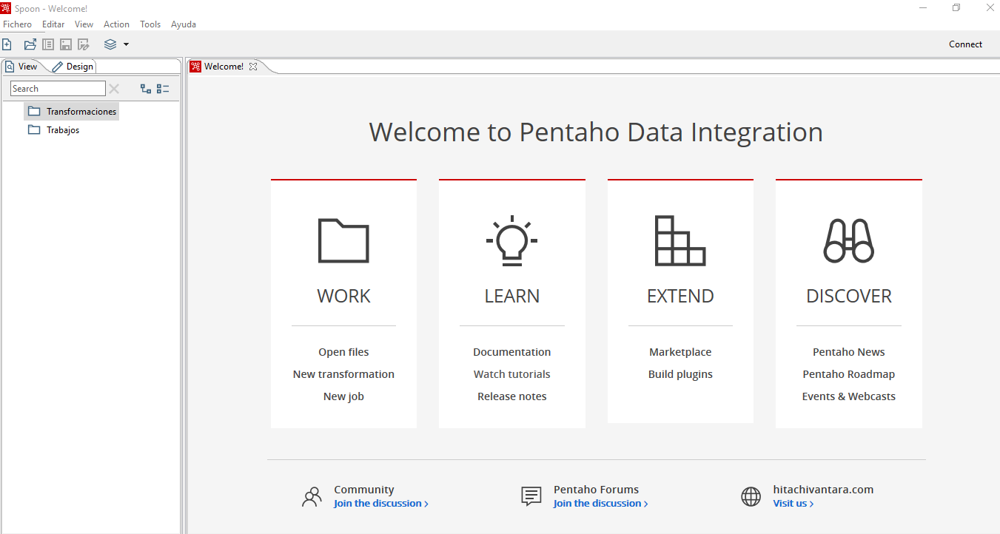 Spoon - Welcome!
Fichero Editar View Action Tools Ayuda
Connect
View Design
Welcome!
Search
Transformaciones
Trabajos
Welcome to Pentaho Data Integration
WORK
Open files
New transformation
New job
LEARN
Documentation
Watch tutorials
Release notes
EXTEND
Marketplace
Build plugins
DISCOVER
Pentaho News
Pentaho Roadmap
Events & Webcasts
Community
Join the discussion >
Pentaho Forums
Join the discussion >
hitachivantara.com
Visit us >